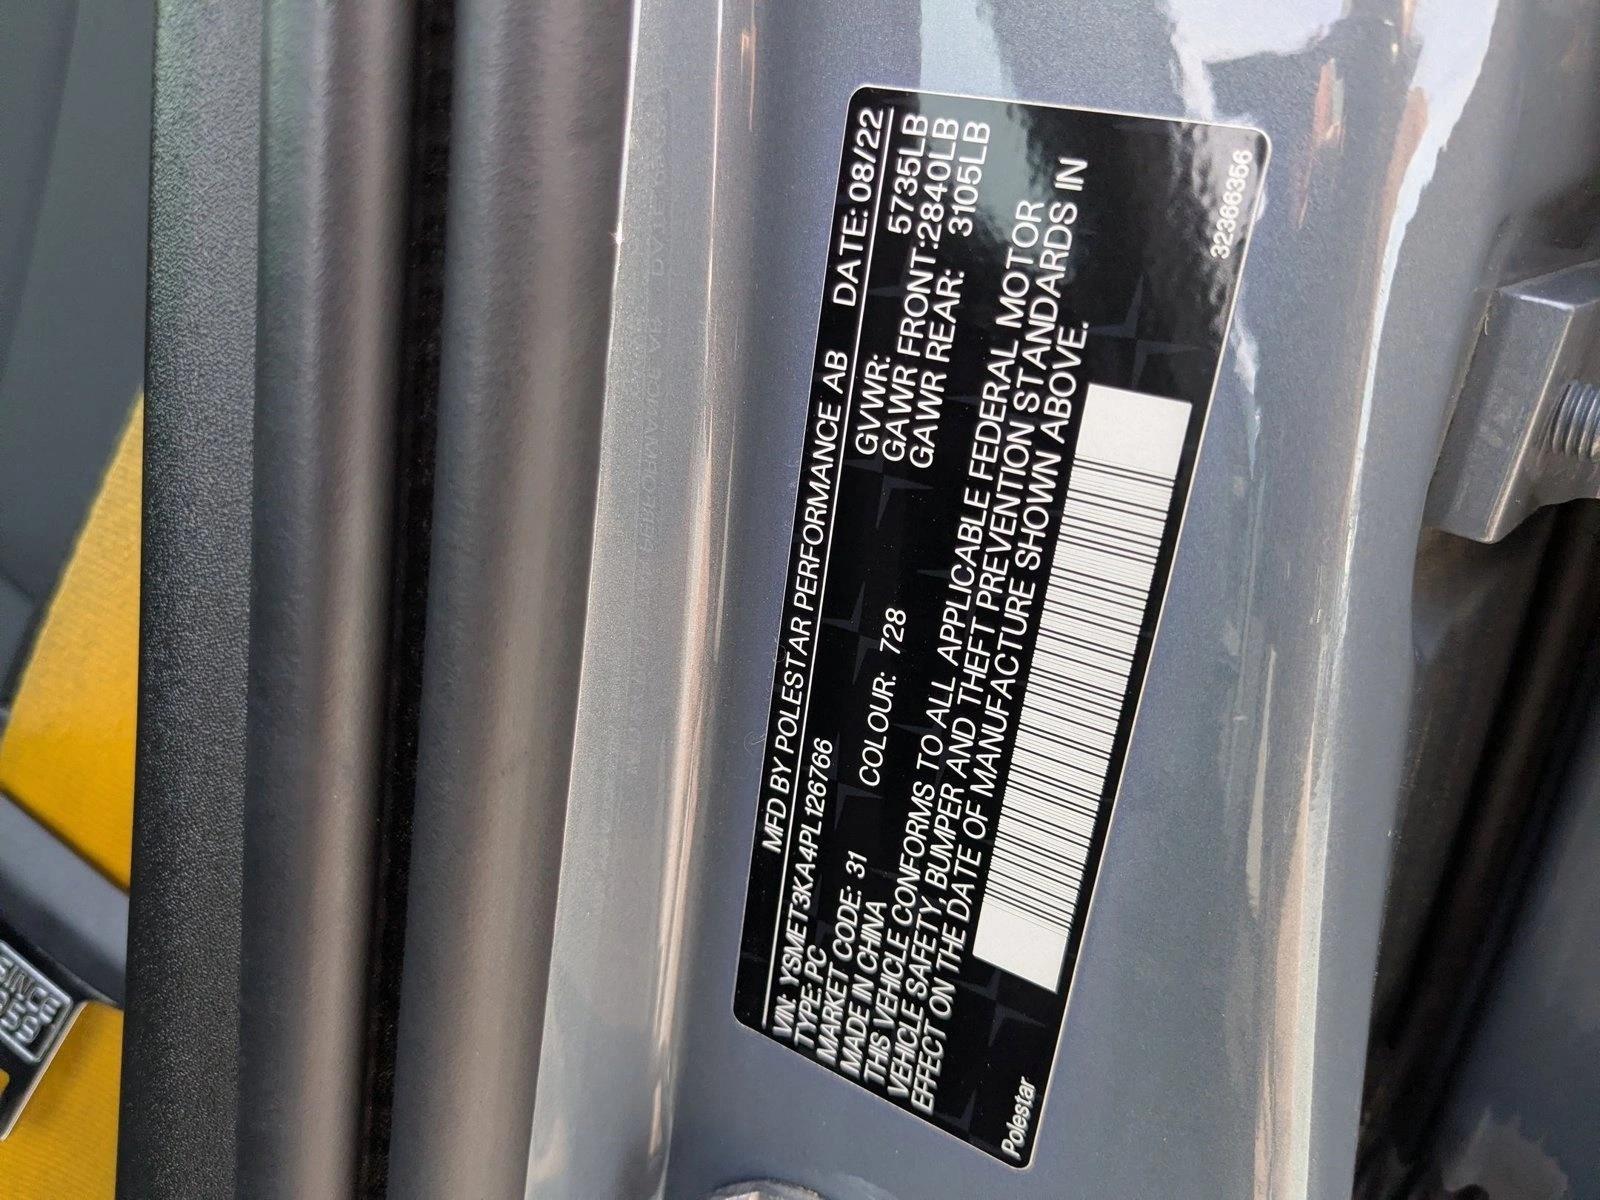 MFD BY POLESTAR PERFORMANCE AB DATE: 08/22
VIN: YSMET3KA4PL126766
TYPE: PC
MARKET CODE: 31 COLOUR: 728
MADE IN CHINA
GVWR: 5735LB
GAWR FRONT: 2840LB
GAWR REAR: 3105LB
THIS VEHICLE CONFORMS TO ALL APPLICABLE FEDERAL MOTOR
VEHICLE SAFETY, BUMPER AND THEFT PREVENTION STANDARDS IN
EFFECT ON THE DATE OF MANUFACTURE SHOWN ABOVE.
Polestar 32366356
SINCE